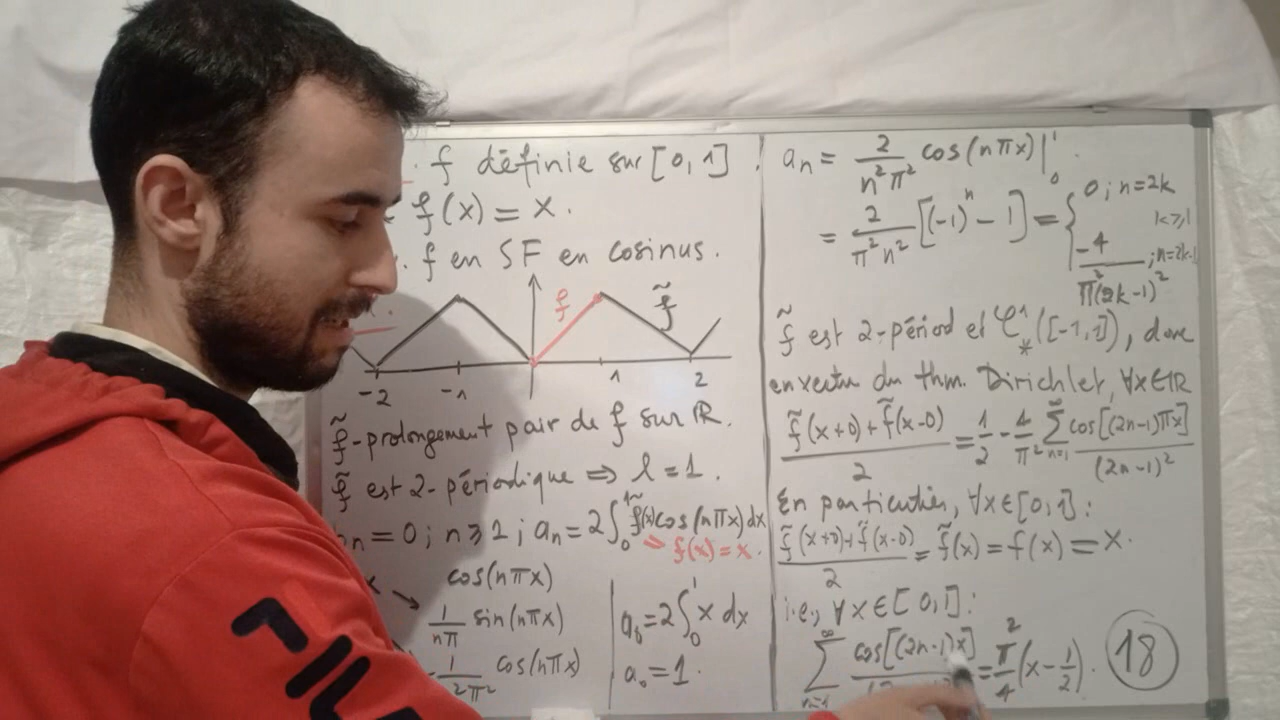 f définie sur [0,1]
f(x) = x.
f en SF en cosinus.
f
f̃
-2 -1 1 2
f̃-prolongement pair de f sur ℝ.
f̃ est 2-périodique ⇒ l = 1.
n = 0 ; n ≥ 1 ; aₙ = 2∫₀¹ f̃(x) cos(nπx) dx
→ f(x) = x.
x cos(nπx)
1/nπ sin(nπx)
-1/n²π² cos(nπx)
a₀ = 2∫₀¹ x dx
a₀ = 1.
aₙ = 2/n²π² cos(nπx)|₀¹.
= 2/π²n² [(-1)ⁿ - 1] = { 0 ; n=2k k≥1
-4/π²(2k-1)² ; n=2k-1
f̃ est 2-périod et 𝒞¹*([-1,1]), donc
en vertu du thm. Dirichlet, ∀x∈ℝ
(f̃(x+0)+f̃(x-0))/2 = 1/2 - 4/π² ∑ₙ₌₁^∞ cos[(2n-1)πx]/(2n-1)²
En particulier, ∀x∈[0,1] :
(f̃(x+0)+f̃(x-0))/2 = f̃(x) = f(x) = x.
i.e., ∀x∈[0,1] :
∑ₙ₌₁^∞ cos[(2n-1)x] = π²/4 (x - 1/2).
18
FILA